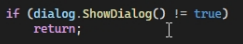 if (dialog.ShowDialog() != true)
    return;